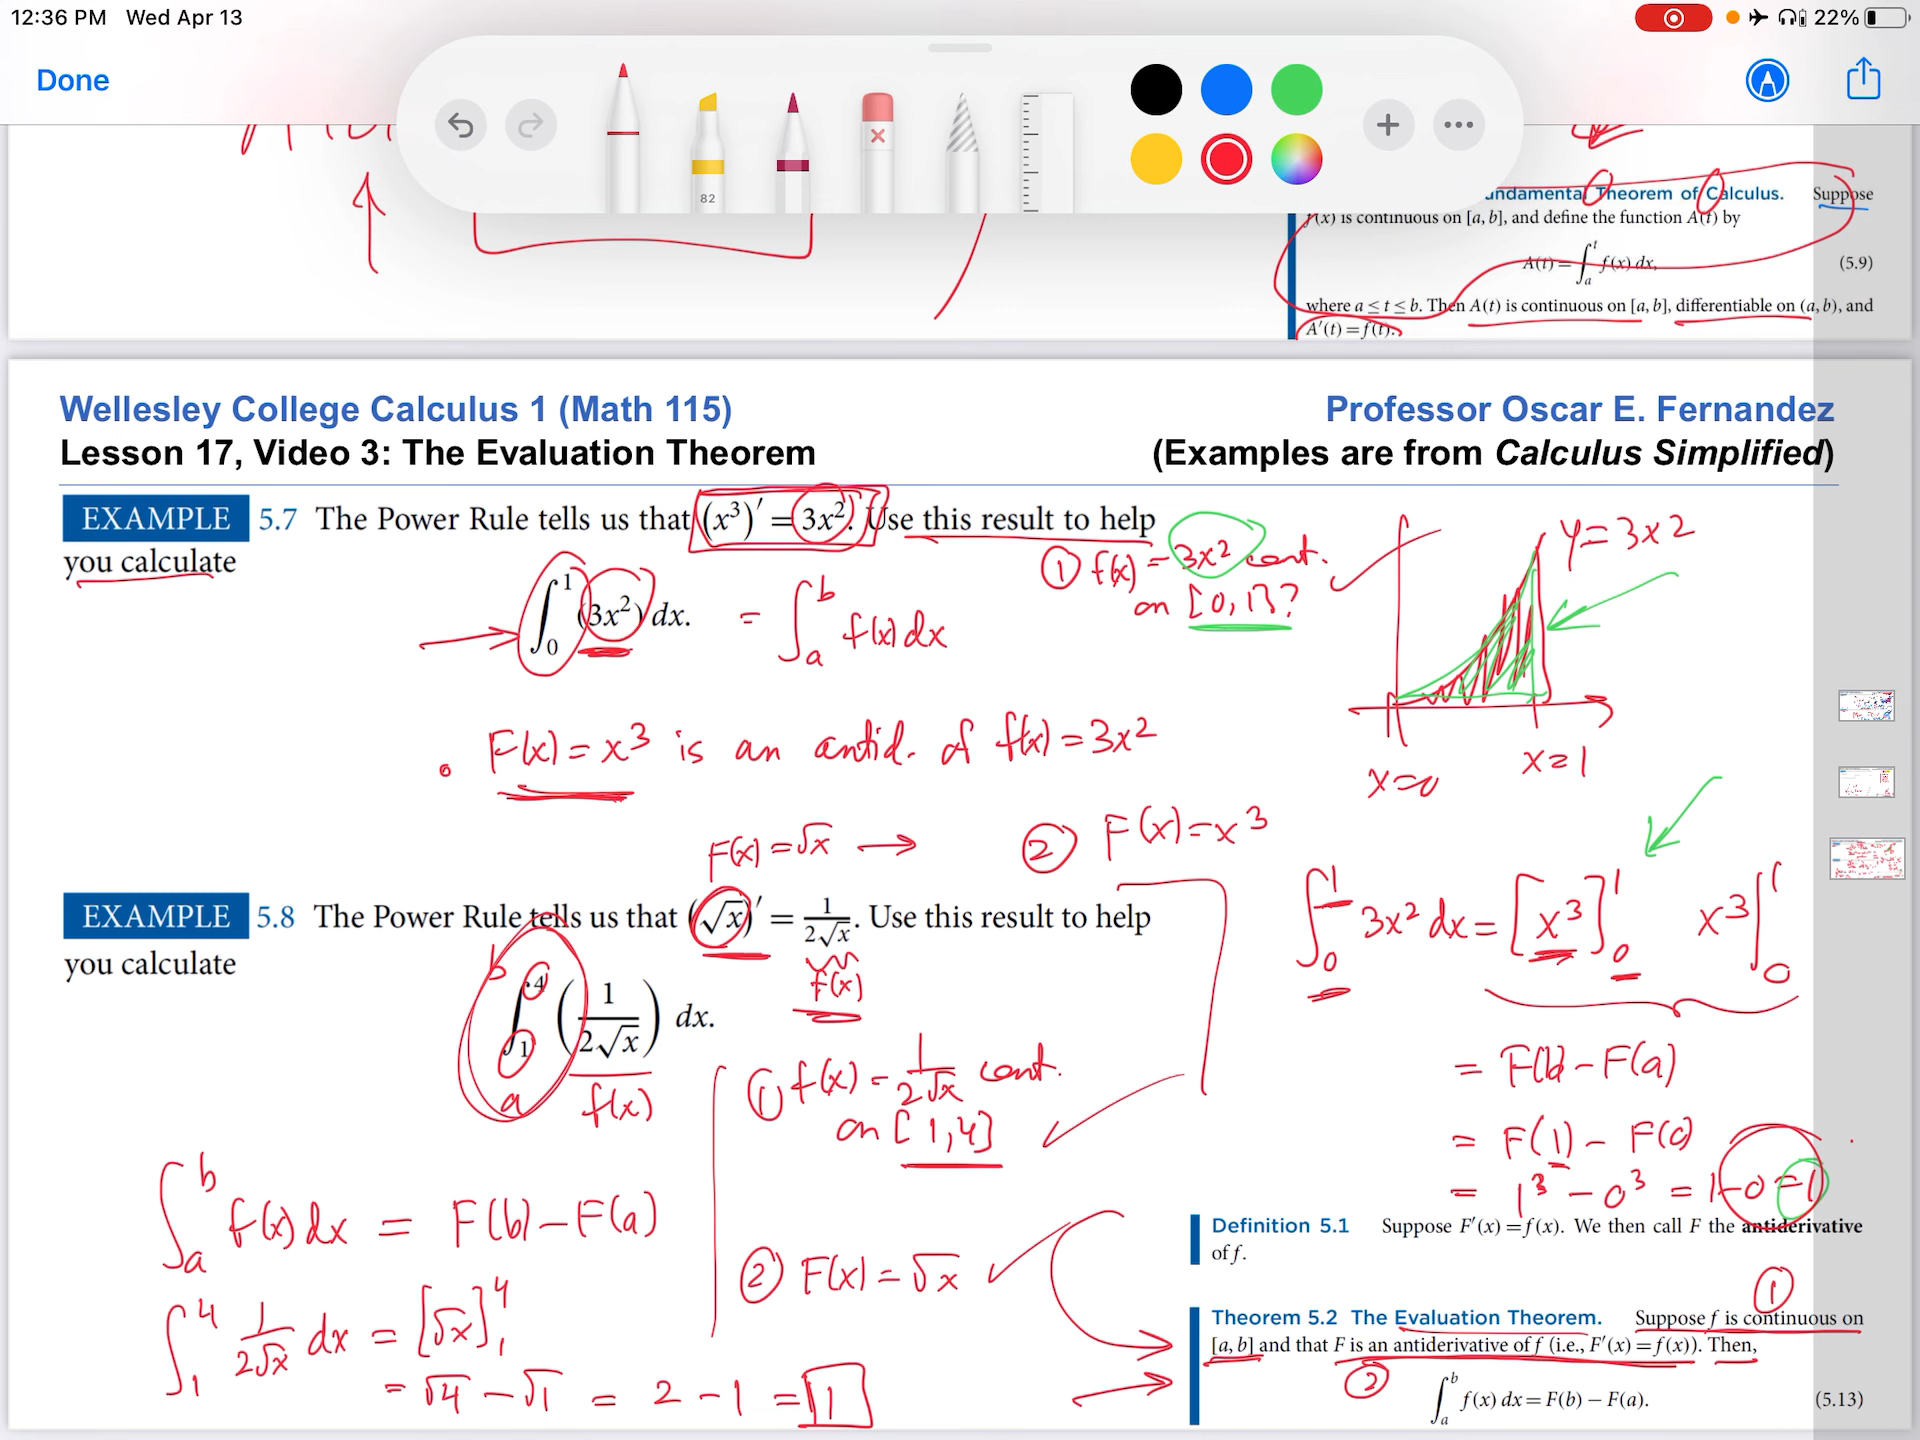 12:36 PM Wed Apr 13
22%
Done
82
undamental Theorem of Calculus. Suppose
f(x) is continuous on [a, b], and define the function A(t) by
A(t) = ∫_a^t f(x) dx, (5.9)
where a ≤ t ≤ b. Then A(t) is continuous on [a, b], differentiable on (a, b), and
A′(t) = f(t).
Wellesley College Calculus 1 (Math 115)
Professor Oscar E. Fernandez
Lesson 17, Video 3: The Evaluation Theorem
(Examples are from Calculus Simplified)
EXAMPLE 5.7 The Power Rule tells us that (x³)′ = 3x². Use this result to help
you calculate
∫_0^1 (3x²) dx. = ∫_a^b f(x) dx
① f(x) = 3x² cont.
on [0, 1]?
y = 3x2
x=0
x=1
F(x) = x³ is an antid. of f(x) = 3x²
F(x) = √x →
② F(x) = x³
EXAMPLE 5.8 The Power Rule tells us that (√x)′ = 1/(2√x). Use this result to help
you calculate
f(x)
∫_1^4 (1/(2√x)) dx.
b
a
f(x)
① f(x) = 1/(2√x) cont.
on [1, 4]
② F(x) = √x
∫_a^b f(x) dx = F(b) – F(a)
∫_1^4 1/(2√x) dx = [√x]_1^4
= √4 – √1 = 2 – 1 = 1
∫_0^1 3x² dx = [x³]_0^1 x³|_0^1
= F(b) – F(a)
= F(1) – F(0)
= 1³ – 0³ = 1–0=1
Definition 5.1 Suppose F′(x) = f(x). We then call F the antiderivative
of f.
①
Theorem 5.2 The Evaluation Theorem. Suppose f is continuous on
[a, b] and that F is an antiderivative of f (i.e., F′(x) = f(x)). Then,
②
∫_a^b f(x) dx = F(b) − F(a). (5.13)